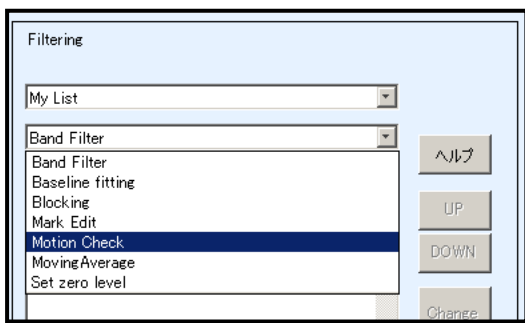 Filtering
My List
Band Filter
Band Filter
Baseline fitting
Blocking
Mark Edit
Motion Check
MovingAverage
Set zero level
ヘルプ
UP
DOWN
Change